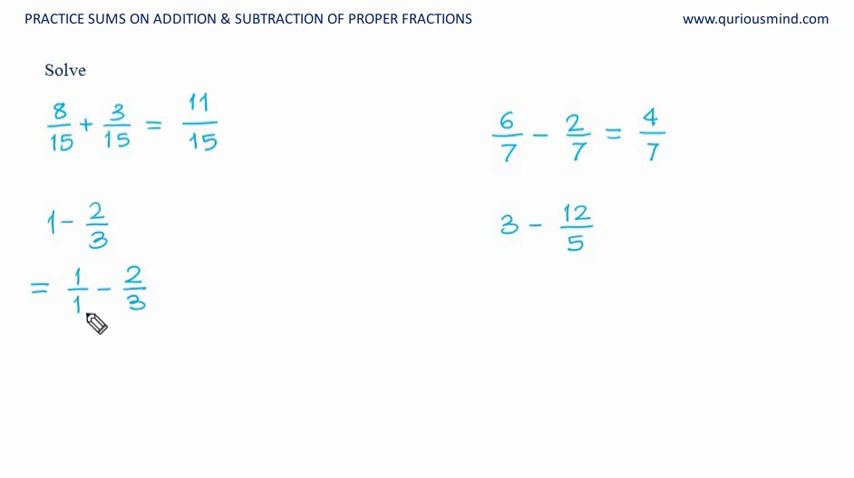 PRACTICE SUMS ON ADDITION & SUBTRACTION OF PROPER FRACTIONS
www.quriousmind.com
Solve
8/15 + 3/15 = 11/15
6/7 − 2/7 = 4/7
1 − 2/3
3 − 12/5
= 1/1 − 2/3